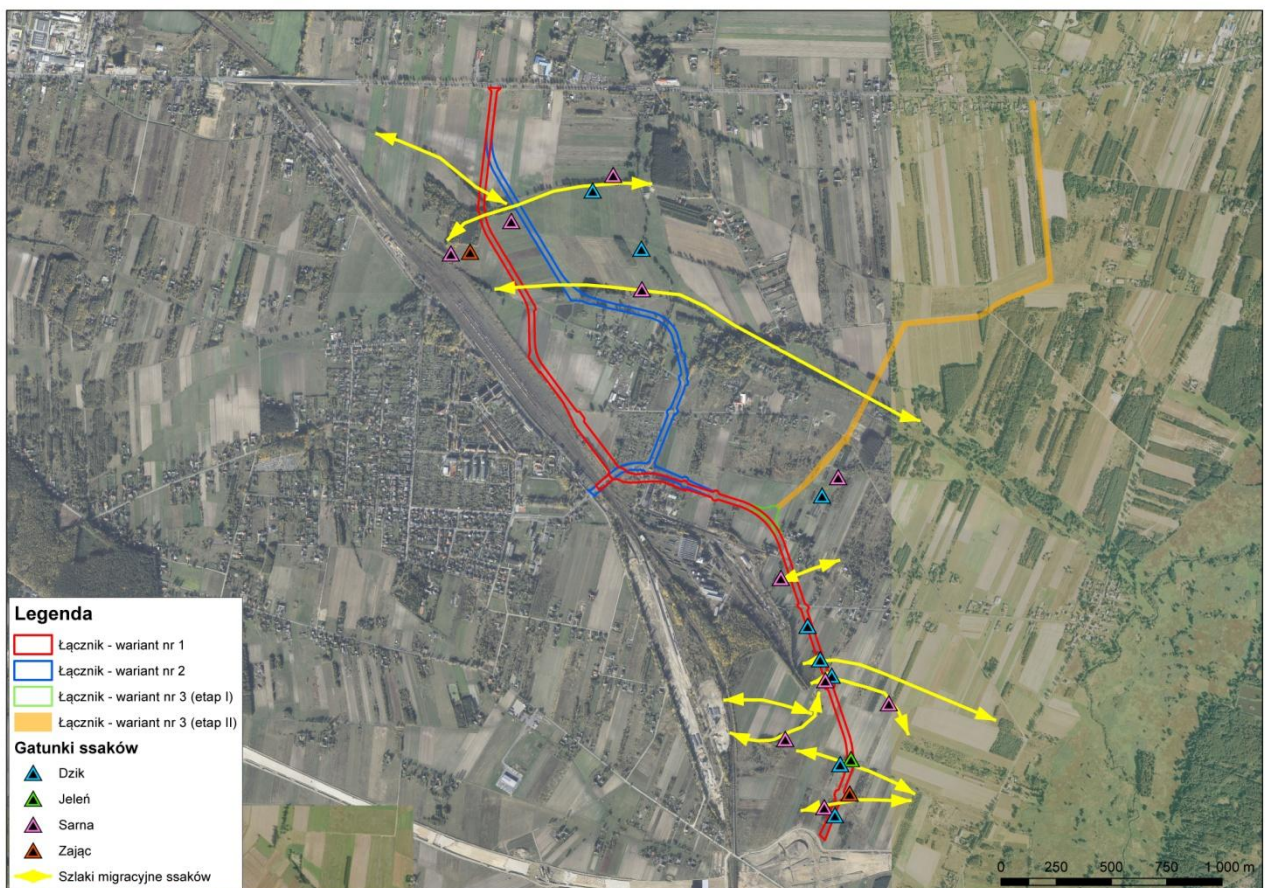 Legenda
Łącznik - wariant nr 1
Łącznik - wariant nr 2
Łącznik - wariant nr 3 (etap I)
Łącznik - wariant nr 3 (etap II)
Gatunki ssaków
Dzik
Jeleń
Sarna
Zając
Szlaki migracyjne ssaków
0 250 500 750 1 000 m